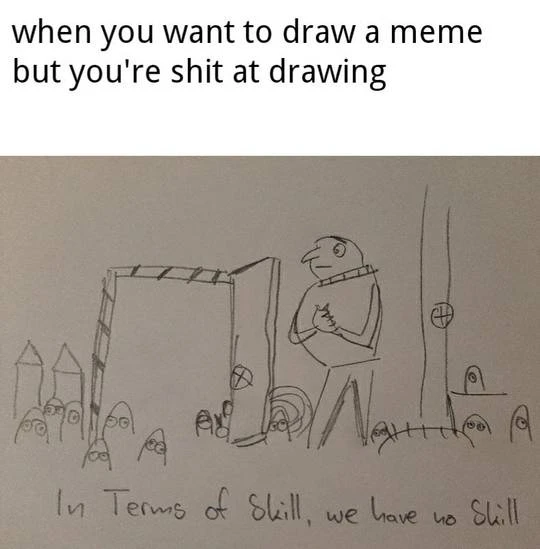 when you want to draw a meme
but you're shit at drawing
In Terms of Skill, we have no Skill